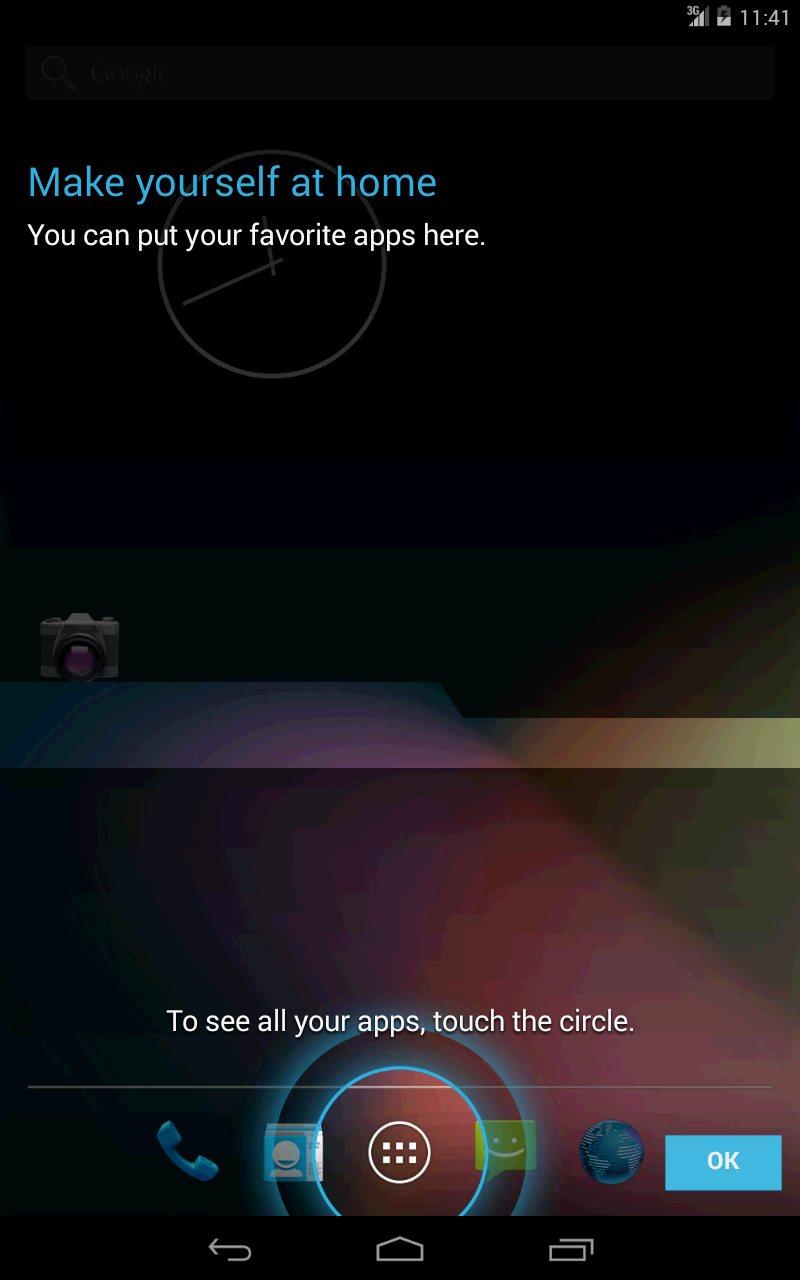 3G 11:41
Google
Make yourself at home
You can put your favorite apps here.
To see all your apps, touch the circle.
OK